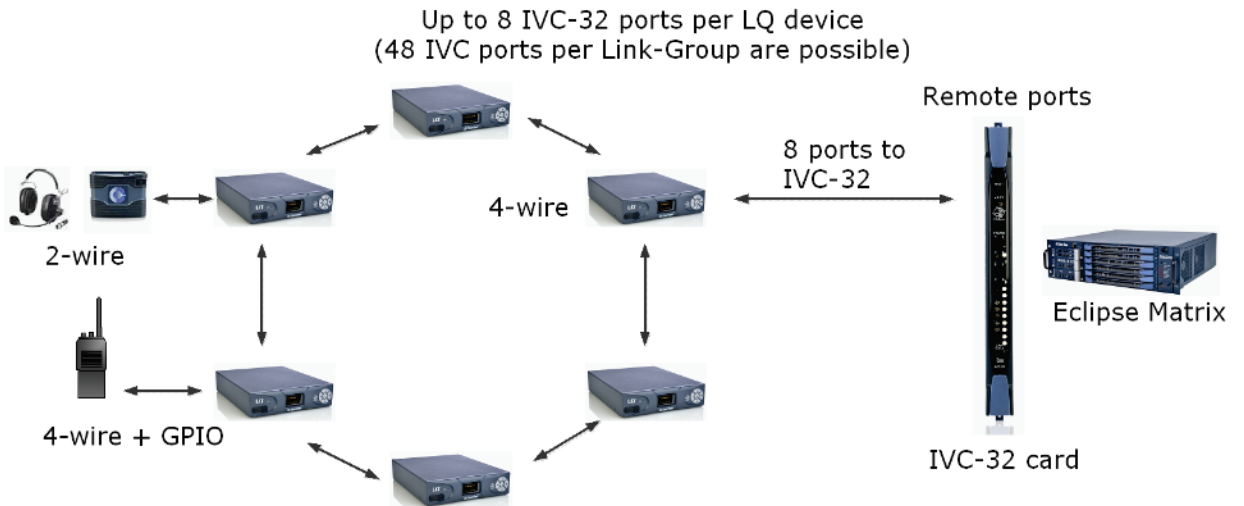 Up to 8 IVC-32 ports per LQ device
(48 IVC ports per Link-Group are possible)
Remote ports
8 ports to
IVC-32
4-wire
2-wire
Eclipse Matrix
4-wire + GPIO
IVC-32 card